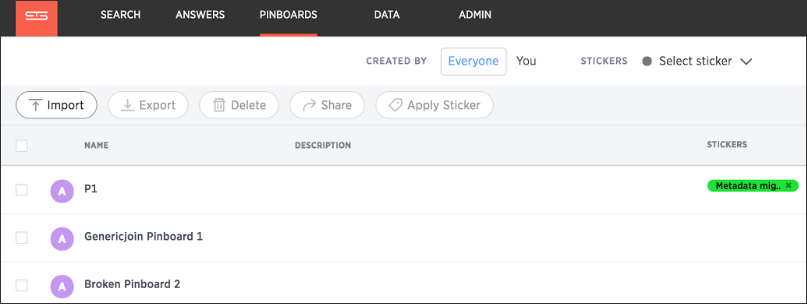 SEARCH ANSWERS PINBOARDS DATA ADMIN
CREATED BY Everyone You STICKERS Select sticker
Import Export Delete Share Apply Sticker
NAME DESCRIPTION STICKERS
A P1 Metadata mig.. ×
A Genericjoin Pinboard 1
A Broken Pinboard 2